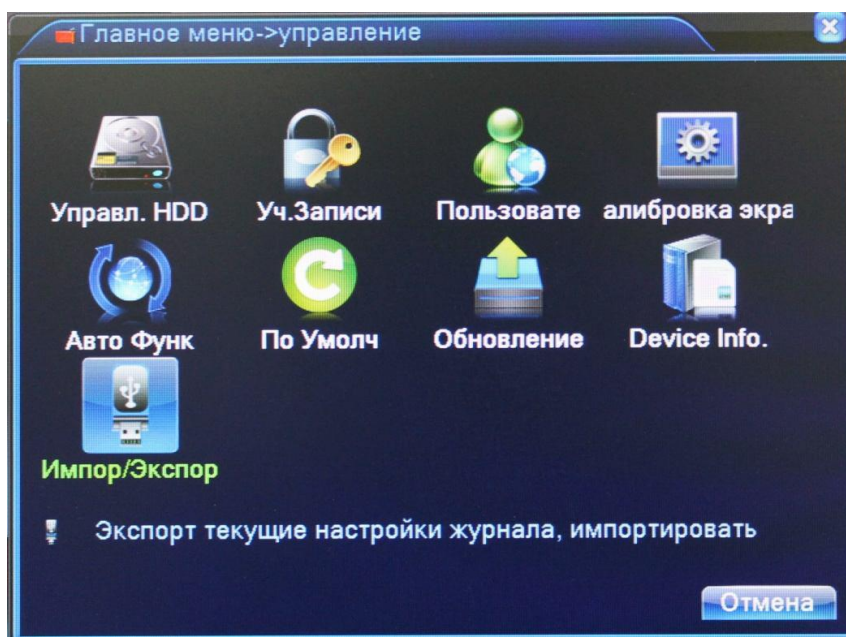 Главное меню->управление
Управл. HDD
Уч.Записи
Пользовате
алибровка экра
Авто Функ
По Умолч
Обновление
Device Info.
Импор/Экспор
Экспорт текущие настройки журнала, импортировать
Отмена